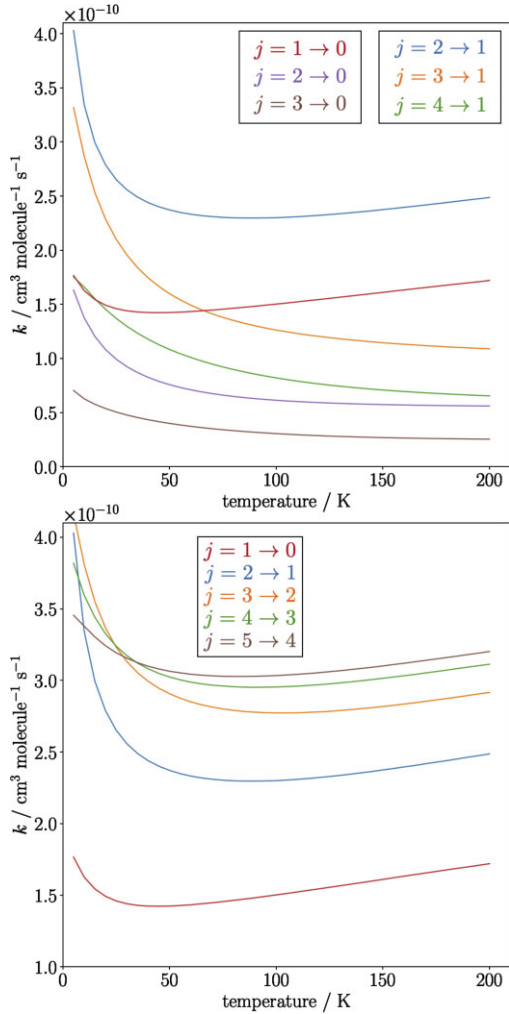 ×10⁻¹⁰
4.0
3.5
3.0
2.5
2.0
1.5
1.0
0.5
0.0
k / cm³ molecule⁻¹ s⁻¹
j = 1 → 0
j = 2 → 0
j = 3 → 0
j = 2 → 1
j = 3 → 1
j = 4 → 1
0 50 100 150 200
temperature / K
×10⁻¹⁰
4.0
3.5
3.0
2.5
2.0
1.5
1.0
k / cm³ molecule⁻¹ s⁻¹
j = 1 → 0
j = 2 → 1
j = 3 → 2
j = 4 → 3
j = 5 → 4
0 50 100 150 200
temperature / K